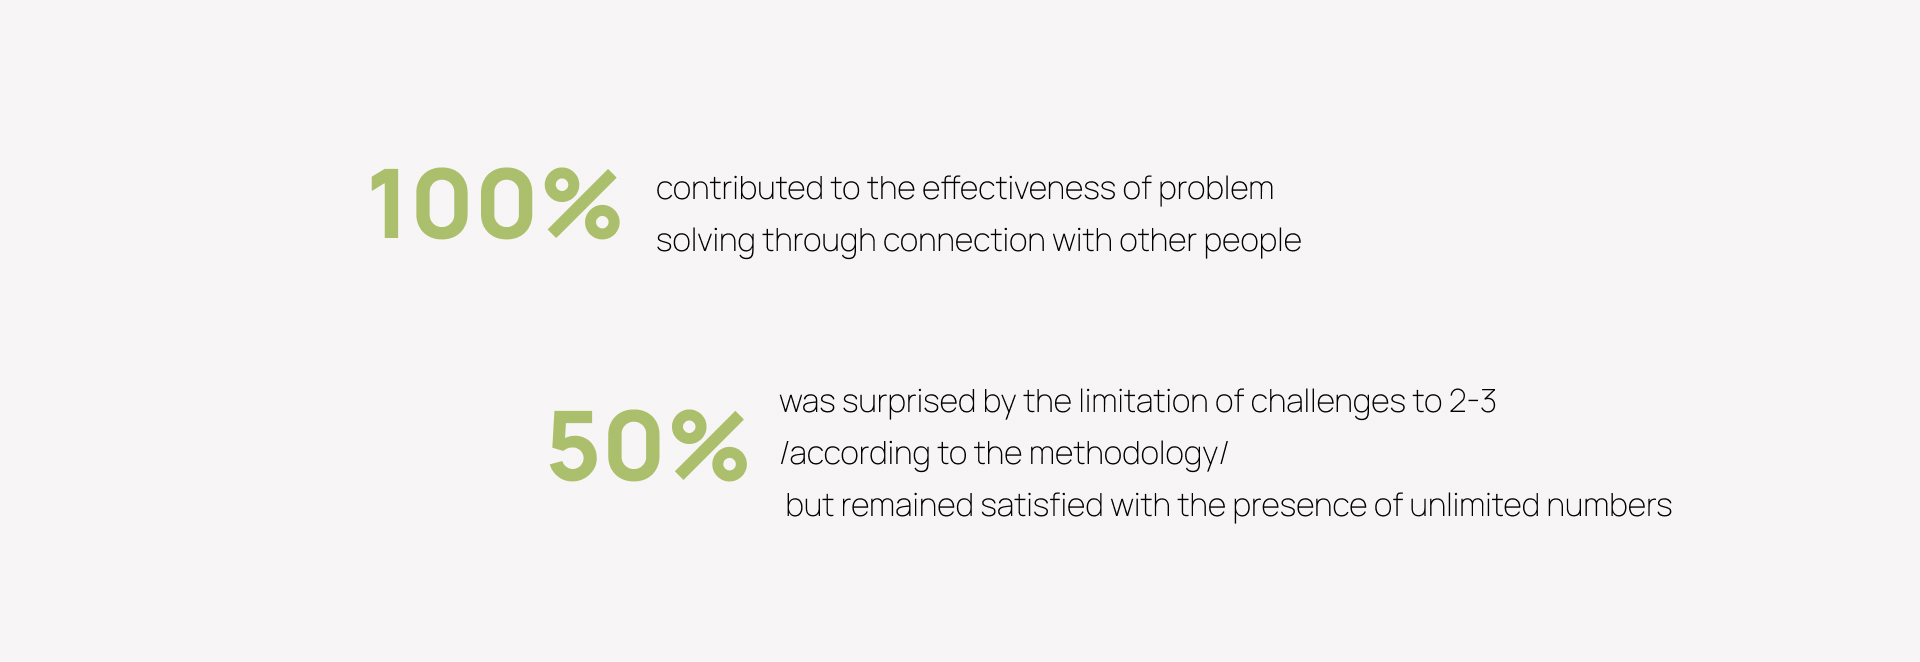 100%
contributed to the effectiveness of problem
solving through connection with other people
50%
was surprised by the limitation of challenges to 2-3
/according to the methodology/
but remained satisfied with the presence of unlimited numbers